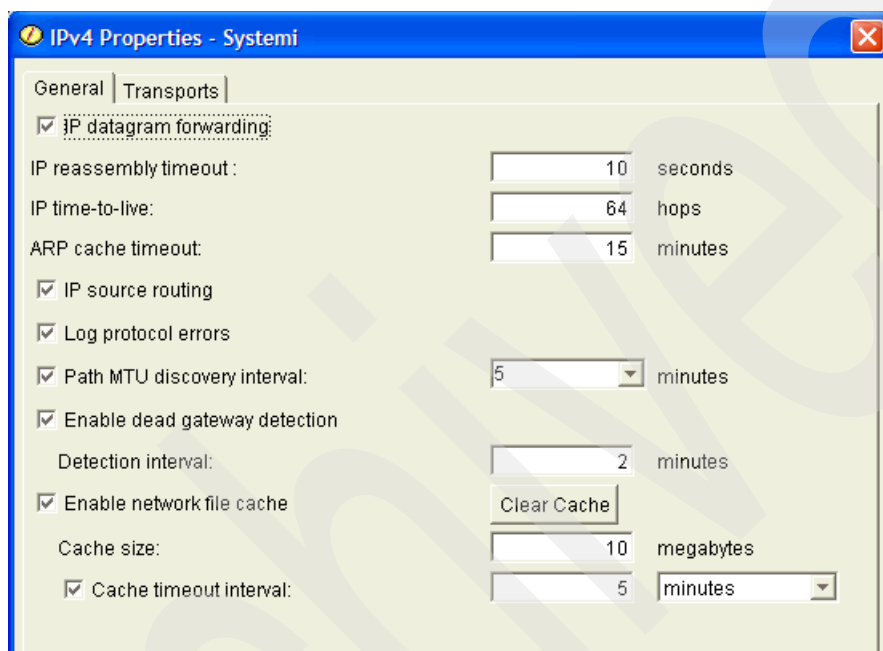 IPv4 Properties - Systemi
General Transports
IP datagram forwarding
IP reassembly timeout : 10 seconds
IP time-to-live: 64 hops
ARP cache timeout: 15 minutes
IP source routing
Log protocol errors
Path MTU discovery interval: 5 minutes
Enable dead gateway detection
Detection interval: 2 minutes
Enable network file cache Clear Cache
Cache size: 10 megabytes
Cache timeout interval: 5 minutes